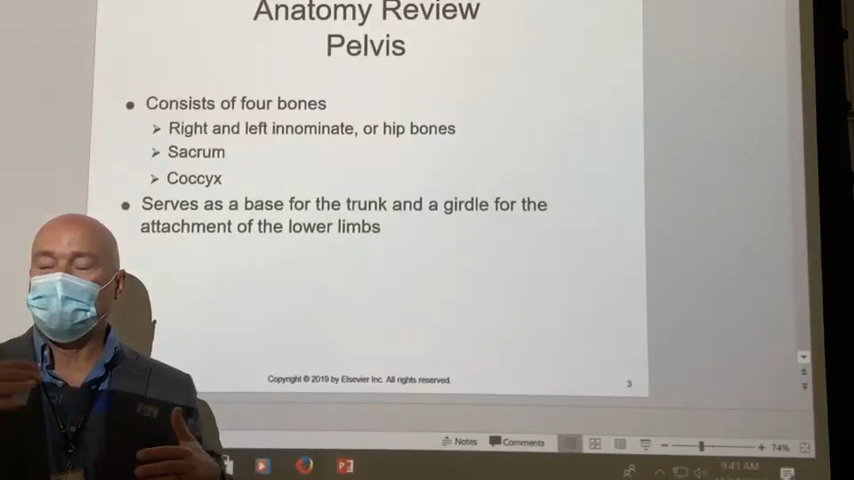 Anatomy Review
Pelvis
● Consists of four bones
➢ Right and left innominate, or hip bones
➢ Sacrum
➢ Coccyx
● Serves as a base for the trunk and a girdle for the
attachment of the lower limbs
Copyright © 2019 by Elsevier Inc. All rights reserved.
3
Notes
Comments
74%
9:41 AM